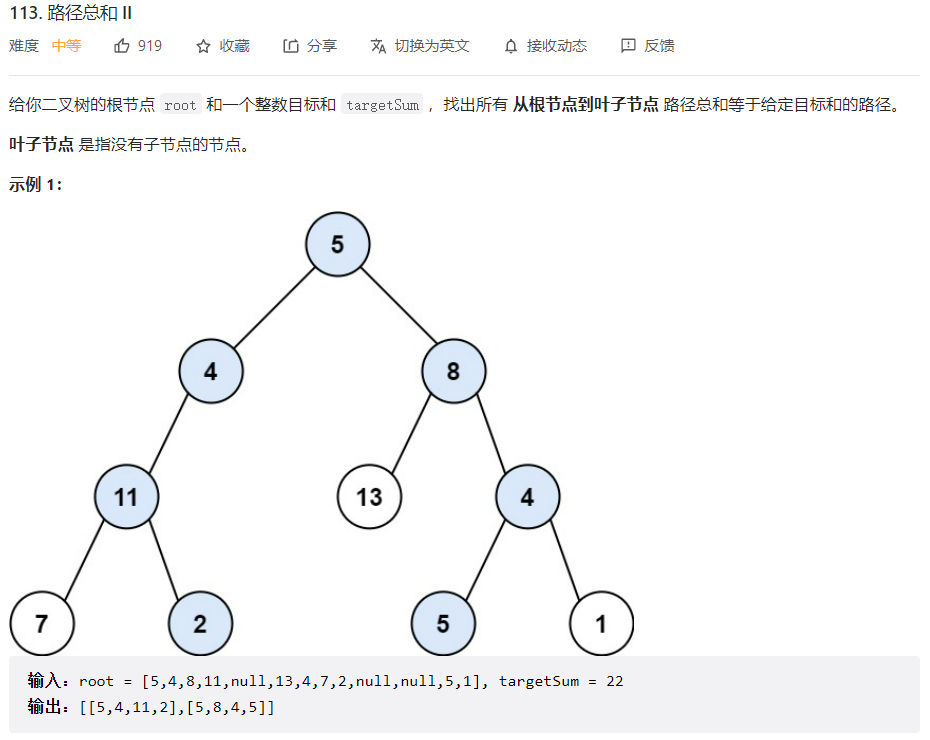 113. 路径总和 II
难度 中等 919 收藏 分享 切换为英文 接收动态 反馈
给你二叉树的根节点 root 和一个整数目标和 targetSum ，找出所有 从根节点到叶子节点 路径总和等于给定目标和的路径。
叶子节点 是指没有子节点的节点。
示例 1：
5
4 8
11 13 4
7 2 5 1
输入：root = [5,4,8,11,null,13,4,7,2,null,null,5,1], targetSum = 22
输出：[[5,4,11,2],[5,8,4,5]]